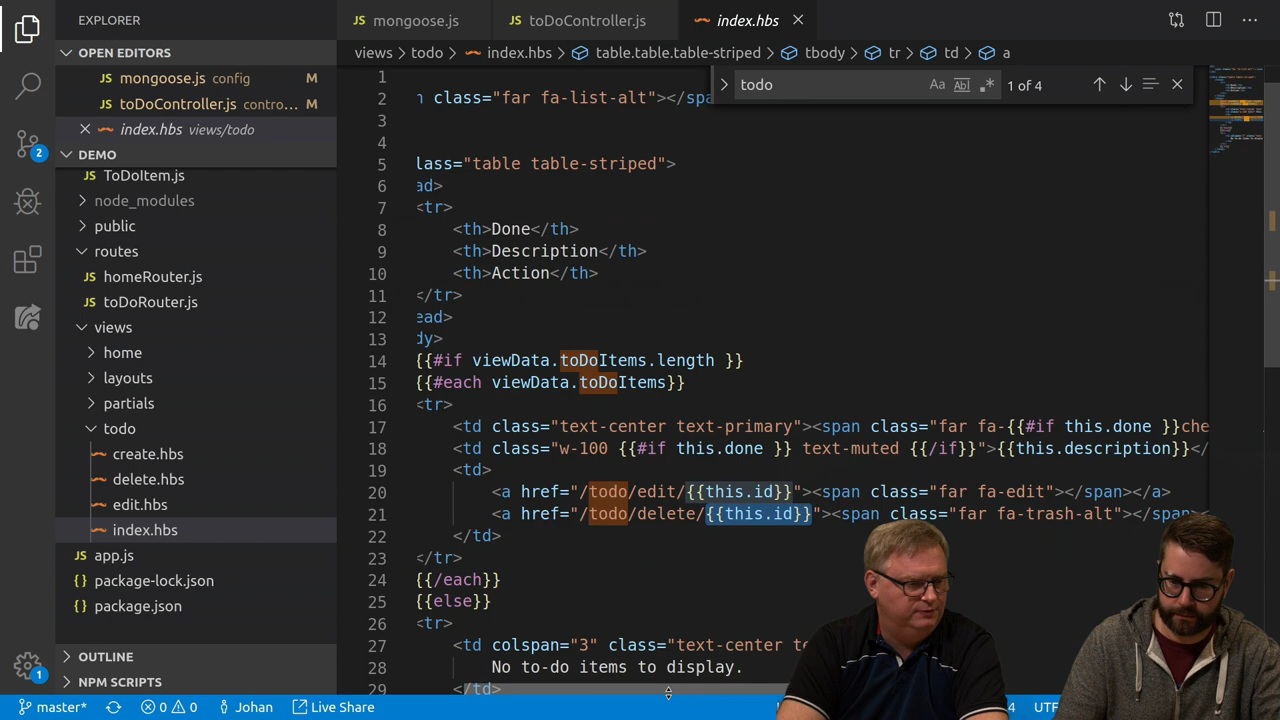 EXPLORER
mongoose.js
toDoController.js
index.hbs
OPEN EDITORS
views > todo > index.hbs > table.table.table-striped > tbody > tr > td > a
mongoose.js config M
toDoController.js contro... M
index.hbs views/todo
todo
Aa
Abl
1 of 4
DEMO
ToDoItem.js
node_modules
public
routes
homeRouter.js
toDoRouter.js
views
home
layouts
partials
todo
create.hbs
delete.hbs
edit.hbs
index.hbs
app.js
{} package-lock.json
{} package.json
OUTLINE
NPM SCRIPTS
1
2 class="far fa-list-alt"></spa
3
4
5 lass="table table-striped">
6 ad>
7 <tr>
8 <th>Done</th>
9 <th>Description</th>
10 <th>Action</th>
11 </tr>
12 ead>
13 dy>
14 {{#if viewData.toDoItems.length }}
15 {{#each viewData.toDoItems}}
16 <tr>
17 <td class="text-center text-primary"><span class="far fa-{{#if this.done }}che
18 <td class="w-100 {{#if this.done }} text-muted {{/if}}">{{this.description}}</
19 <td>
20 <a href="/todo/edit/{{this.id}}"><span class="far fa-edit"></span></a>
21 <a href="/todo/delete/{{this.id}}"><span class="far fa-trash-alt"></span>
22 </td>
23 </tr>
24 {{/each}}
25 {{else}}
26 <tr>
27 <td colspan="3" class="text-center te
28 No to-do items to display.
29 </td>
2
1
master*
0
0
Johan
Live Share
4
UTF